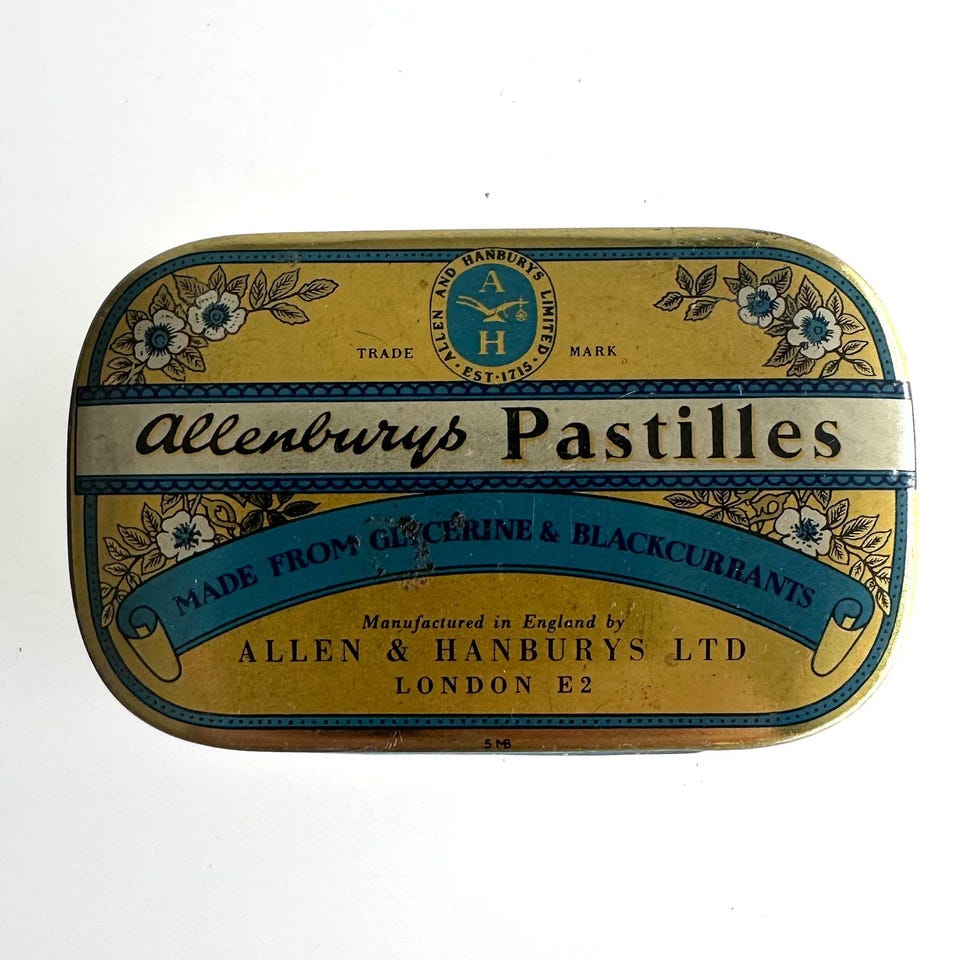 ALLEN AND HANBURYS LIMITED
A
H
· EST·1715 ·
TRADE MARK
Allenburys Pastilles
MADE FROM GLYCERINE & BLACKCURRANTS
Manufactured in England by
ALLEN & HANBURYS LTD
LONDON E2
5 MB